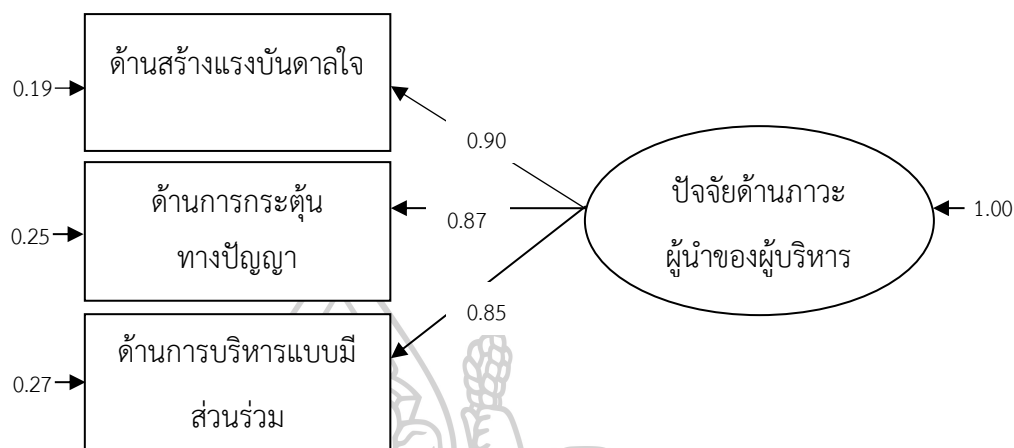 ด้านสร้างแรงบันดาลใจ
0.19
0.90
ด้านการกระตุ้น
ทางปัญญา
0.25
0.87
ปัจจัยด้านภาวะ
ผู้นำของผู้บริหาร
1.00
0.85
ด้านการบริหารแบบมี
ส่วนร่วม
0.27